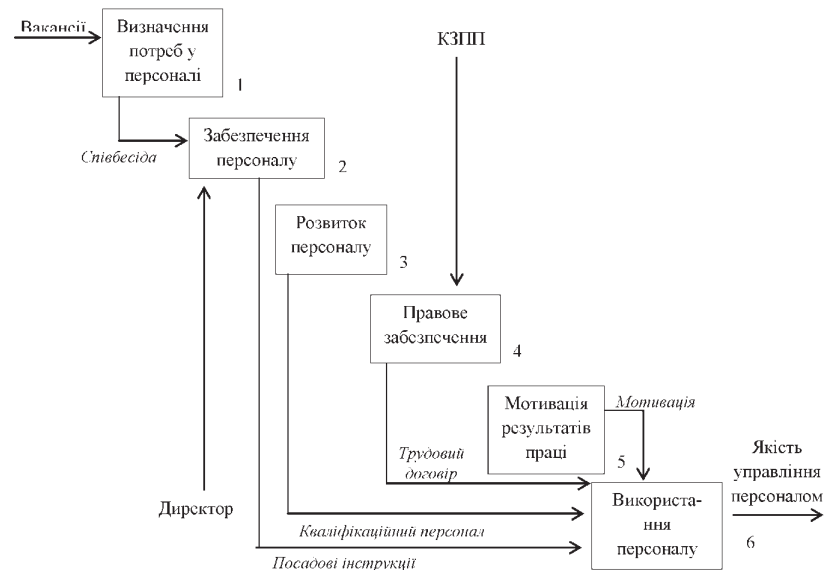 Вакансії
Визначення
потреб у
персоналі
1
КЗПП
Співбесіда
Забезпечення
персоналу
2
Розвиток
персоналу
3
Правове
забезпечення
4
Мотивація
результатів
праці
5
Мотивація
Трудовий
договір
Якість
управління
персоналом
Директор
Використа-
ння
персоналу
6
Кваліфікаційний персонал
Посадові інструкції